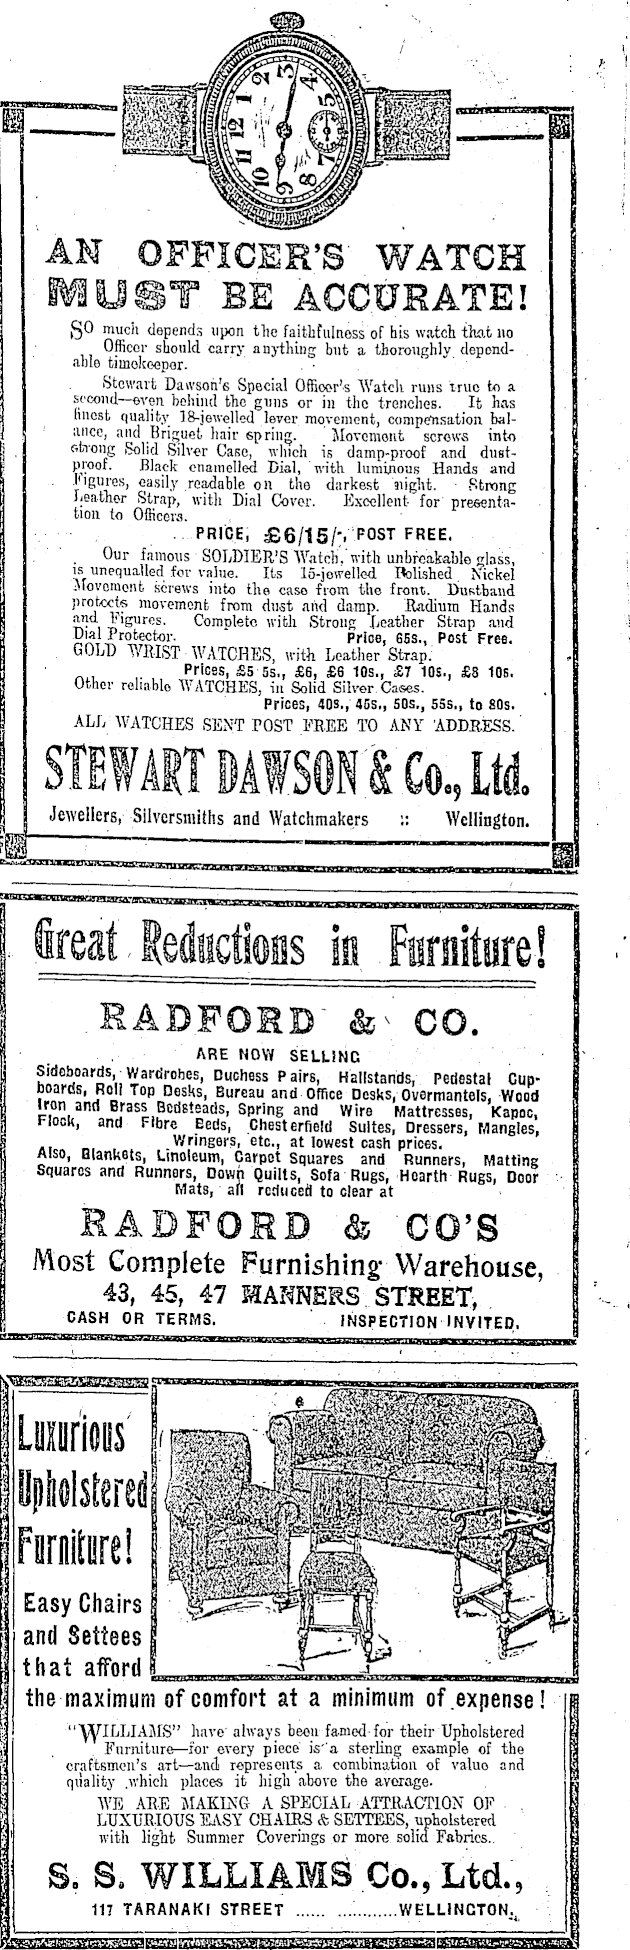 AN OFFICER'S WATCH
MUST BE ACCURATE!
SO much depends upon the faithfulness of his watch that no
Officer should carry anything but a thoroughly depend-
able timekeeper.
Stewart Dawson's Special Officer's Watch runs true to a
second—even behind the guns or in the trenches. It has
finest quality 18-jewelled lever movement, compensation bal-
ance, and Briguet hair spring. Movement screws into
strong Solid Silver Case, which is damp-proof and dust-
proof. Black enamelled Dial, with luminous Hands and
Figures, easily readable on the darkest night. Strong
Leather Strap, with Dial Cover. Excellent for presenta-
tion to Officers.
PRICE, £6/15/-, POST FREE.
Our famous SOLDIER'S Watch, with unbreakable glass,
is unequalled for value. Its 15-jewelled Polished Nickel
Movement screws into the case from the front. Dustband
protects movement from dust and damp. Radium Hands
and Figures. Complete with Strong Leather Strap and
Dial Protector. Price, 65s., Post Free.
GOLD WRIST WATCHES, with Leather Strap.
Prices, £5 5s., £6, £6 10s., £7 10s., £8 10s.
Other reliable WATCHES, in Solid Silver Cases.
Prices, 40s., 45s., 50s., 55s., to 80s.
ALL WATCHES SENT POST FREE TO ANY ADDRESS.
STEWART DAWSON & Co., Ltd.
Jewellers, Silversmiths and Watchmakers :: Wellington.
Great Reductions in Furniture!
RADFORD & CO.
ARE NOW SELLING
Sideboards, Wardrobes, Duchess Pairs, Hallstands, Pedestal Cup-
boards, Roll Top Desks, Bureau and Office Desks, Overmantels, Wood
Iron and Brass Bedsteads, Spring and Wire Mattresses, Kapoc,
Flock, and Fibre Beds, Chesterfield Suites, Dressers, Mangles,
Wringers, etc., at lowest cash prices.
Also, Blankets, Linoleum, Carpet Squares and Runners, Matting
Squares and Runners, Down Quilts, Sofa Rugs, Hearth Rugs, Door
Mats, all reduced to clear at
RADFORD & CO'S
Most Complete Furnishing Warehouse,
43, 45, 47 MANNERS STREET,
CASH OR TERMS. INSPECTION INVITED.
Luxurious
Upholstered
Furniture!
Easy Chairs
and Settees
that afford
the maximum of comfort at a minimum of expense!
"WILLIAMS" have always been famed for their Upholstered
Furniture—for every piece is a sterling example of the
craftsmen's art—and represents a combination of value and
quality which places it high above the average.
WE ARE MAKING A SPECIAL ATTRACTION OF
LUXURIOUS EASY CHAIRS & SETTEES, upholstered
with light Summer Coverings or more solid Fabrics.
S. S. WILLIAMS Co., Ltd.,
117 TARANAKI STREET .................. WELLINGTON.